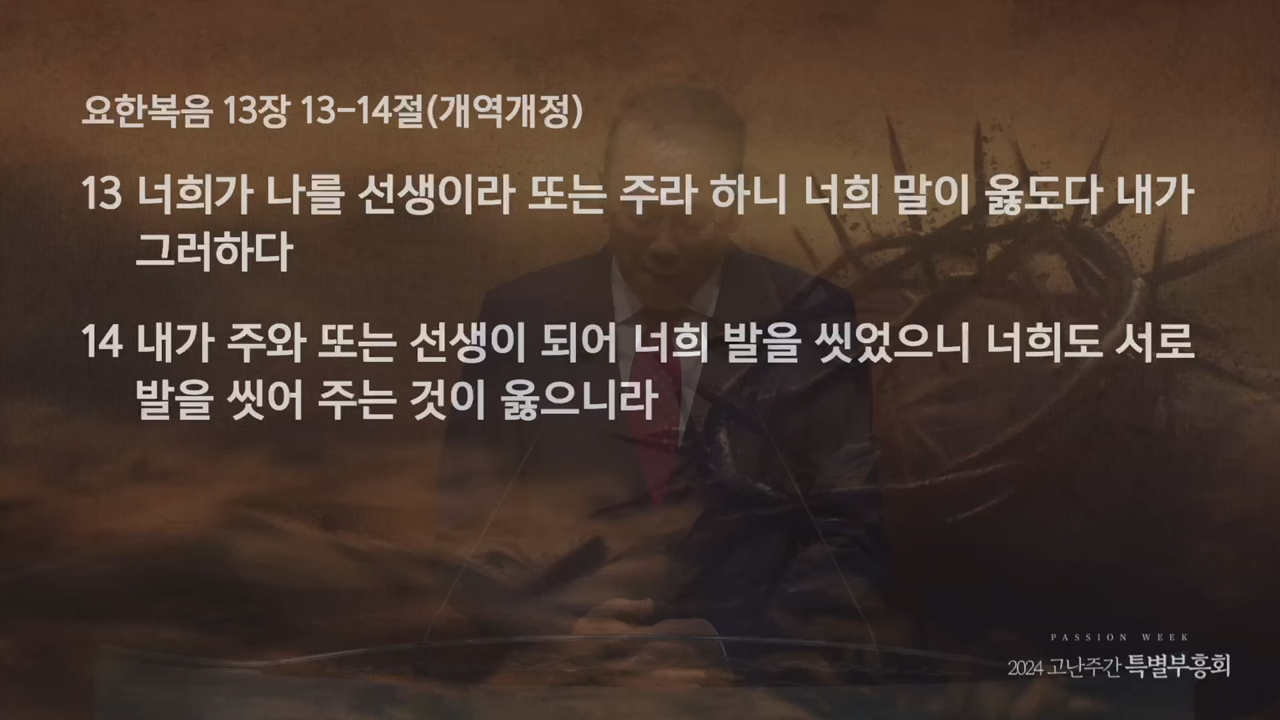 요한복음 13장 13-14절(개역개정)
13 너희가 나를 선생이라 또는 주라 하니 너희 말이 옳도다 내가
그러하다
14 내가 주와 또는 선생이 되어 너희 발을 씻었으니 너희도 서로
발을 씻어 주는 것이 옳으니라
PASSION WEEK
2024 고난주간 특별부흥회